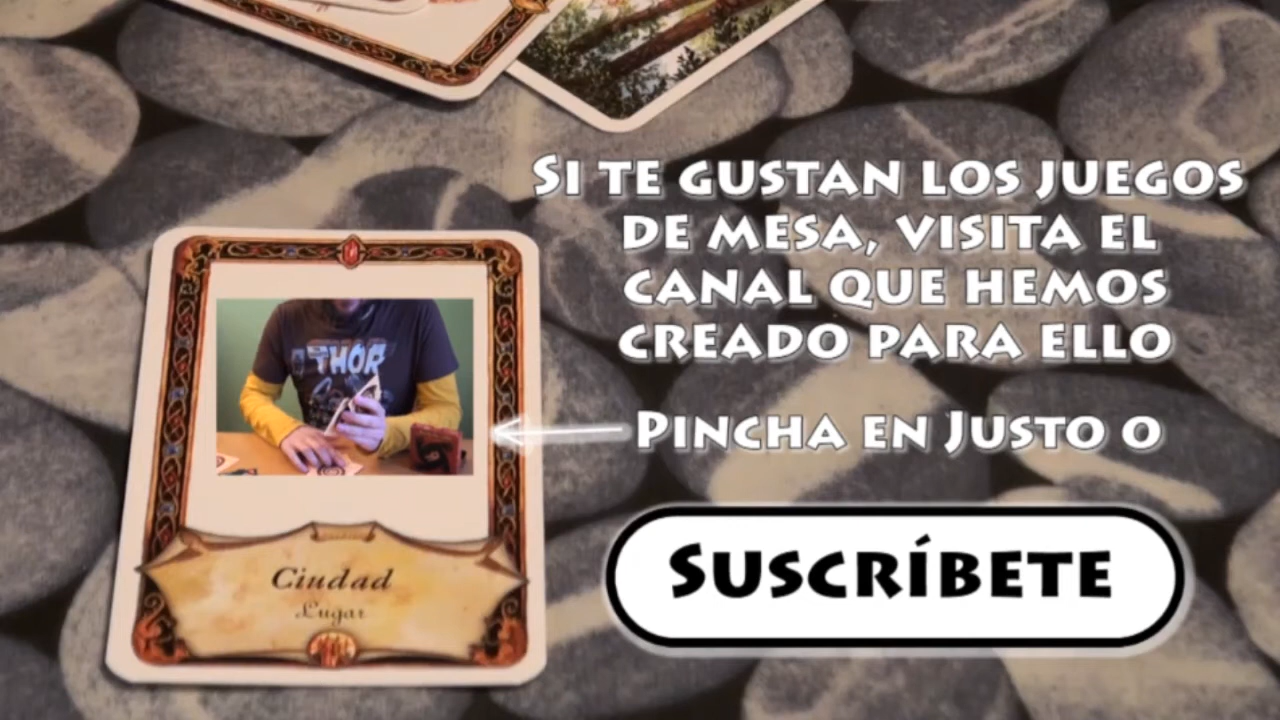 Si te gustan los juegos
de mesa, visita el
canal que hemos
creado para ello
THOR
Pincha en Justo o
Suscríbete
Ciudad
Lugar